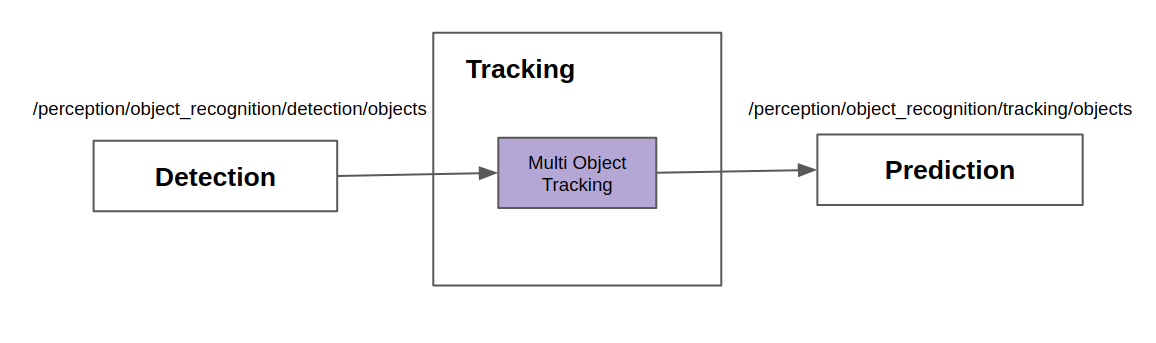 Tracking
/perception/object_recognition/detection/objects
/perception/object_recognition/tracking/objects
Detection
Multi Object
Tracking
Prediction